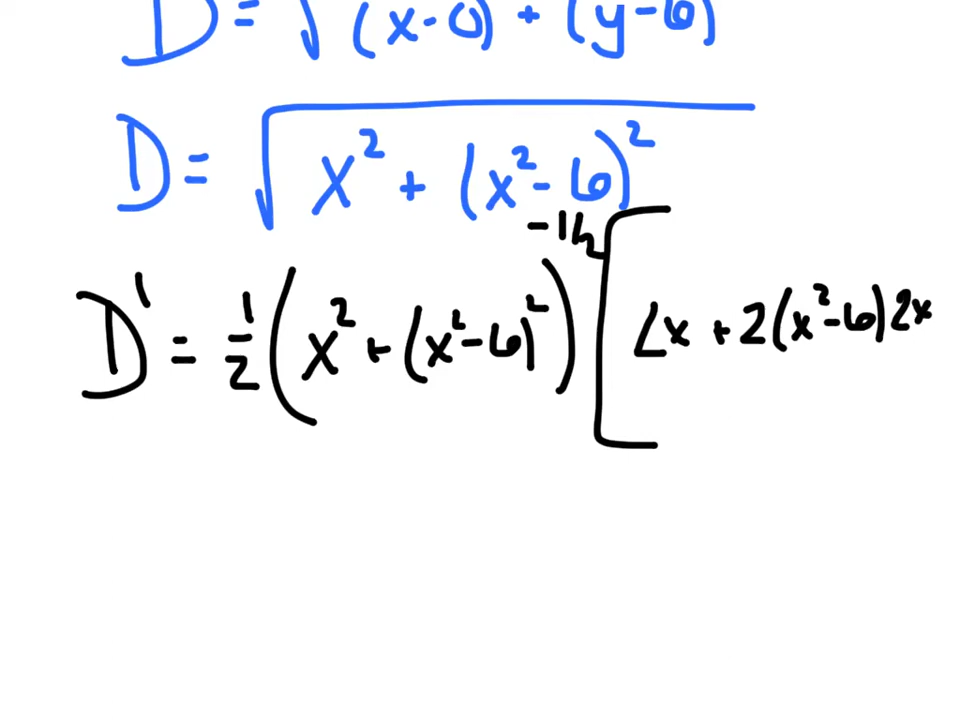 D = √(x-0) + (y-6)
D = √x² + (x²-6)²
D' = 1/2 (x² + (x²-6)²)^-1/2 [2x + 2(x²-6)2x